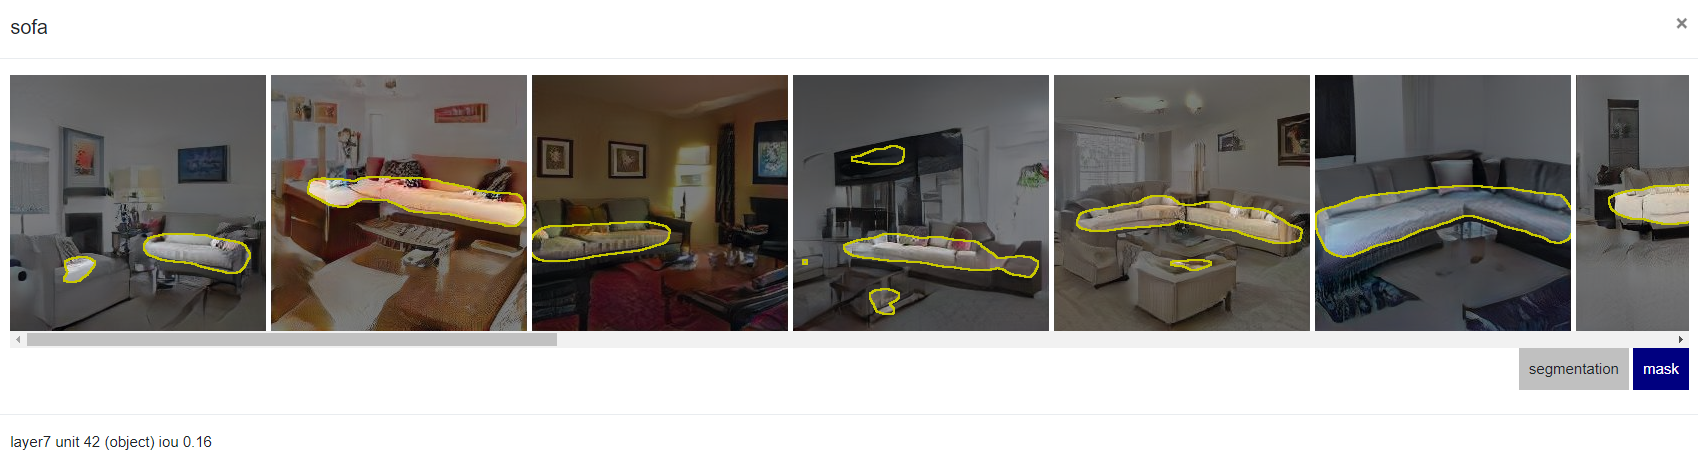 sofa
×
segmentation
mask
layer7 unit 42 (object) iou 0.16